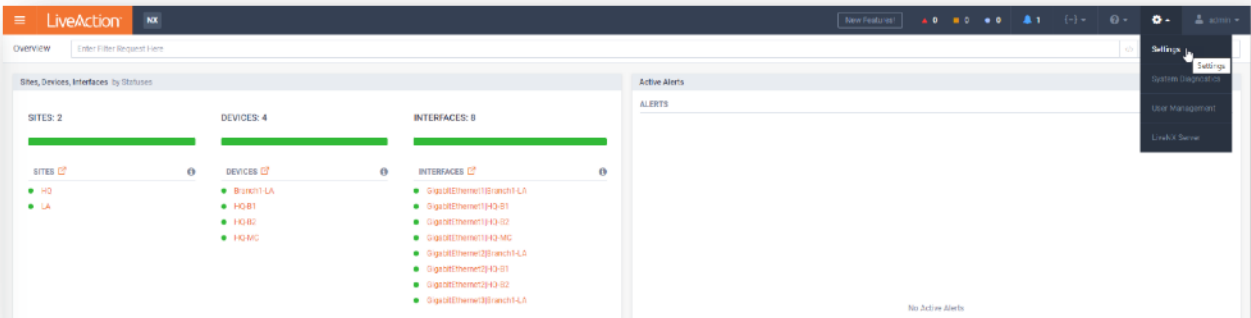 LiveAction NX New Features! 0 0 0 1 {-} admin
Overview Enter Filter Request Here
Settings
Settings
System Diagnostics
User Management
LiveNX Server
Sites, Devices, Interfaces by Statuses
SITES: 2 DEVICES: 4 INTERFACES: 8
SITES DEVICES INTERFACES
HQ Branch1-LA GigabitEthernet1|Branch1-LA
LA HQ-B1 GigabitEthernet1|HQ-B1
HQ-B2 GigabitEthernet1|HQ-B2
HQ-MC GigabitEthernet1|HQ-MC
GigabitEthernet2|Branch1-LA
GigabitEthernet2|HQ-B1
GigabitEthernet2|HQ-B2
GigabitEthernet3|Branch1-LA
Active Alerts
ALERTS
No Active Alerts